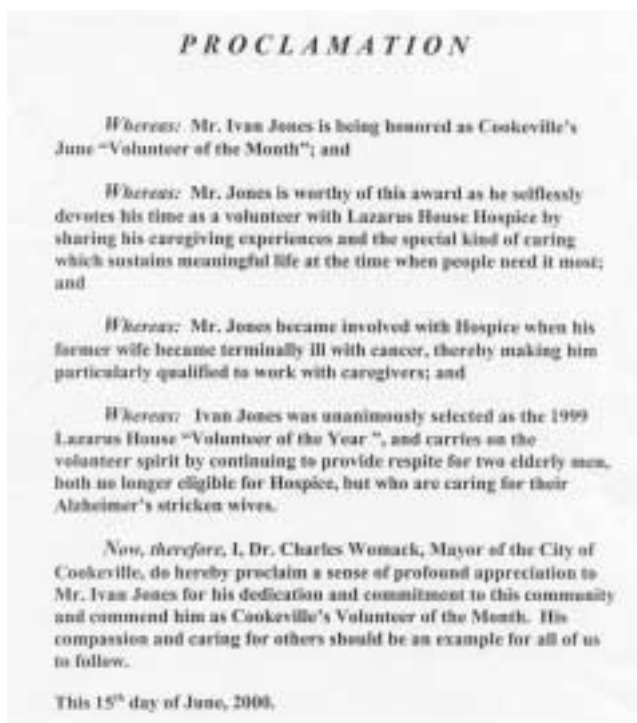 PROCLAMATION
Whereas: Mr. Ivan Jones is being honored as Cookeville's
June "Volunteer of the Month"; and
Whereas: Mr. Jones is worthy of this award as he selflessly
devotes his time as a volunteer with Lazarus House Hospice by
sharing his caregiving experiences and the special kind of caring
which sustains meaningful life at the time when people need it most;
and
Whereas: Mr. Jones became involved with Hospice when his
former wife became terminally ill with cancer, thereby making him
particularly qualified to work with caregivers; and
Whereas: Ivan Jones was unanimously selected as the 1999
Lazarus House "Volunteer of the Year ", and carries on the
volunteer spirit by continuing to provide respite for two elderly men,
both no longer eligible for Hospice, but who are caring for their
Alzheimer's stricken wives.
Now, therefore, I, Dr. Charles Womack, Mayor of the City of
Cookeville, do hereby proclaim a sense of profound appreciation to
Mr. Ivan Jones for his dedication and commitment to this community
and commend him as Cookeville's Volunteer of the Month. His
compassion and caring for others should be an example for all of us
to follow.
This 15th day of June, 2000.